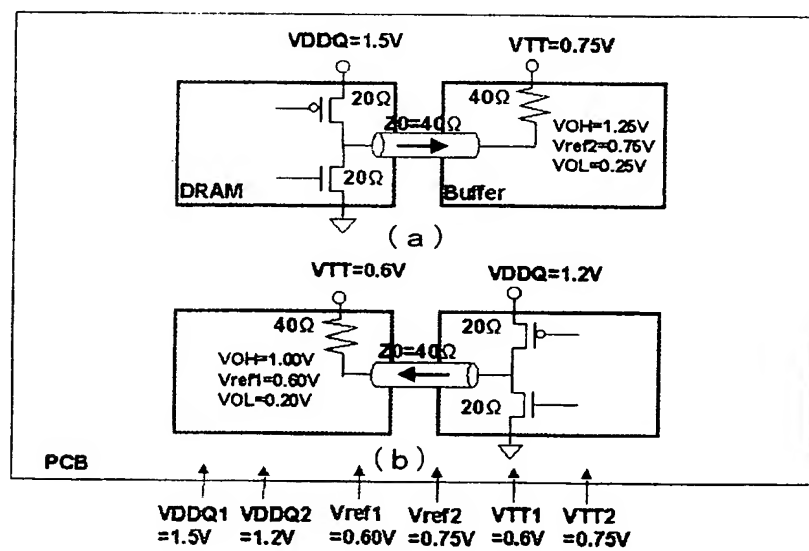 VDDQ=1.5V
VTT=0.75V
20Ω
40Ω
Z0=40Ω
VOH=1.25V
Vref2=0.75V
VOL=0.25V
20Ω
DRAM
Buffer
(a)
VTT=0.6V
VDDQ=1.2V
40Ω
20Ω
Z0=40Ω
VOH=1.00V
Vref1=0.60V
VOL=0.20V
20Ω
(b)
PCB
VDDQ1 VDDQ2 Vref1 Vref2 VTT1 VTT2
=1.5V =1.2V =0.60V =0.75V =0.6V =0.75V